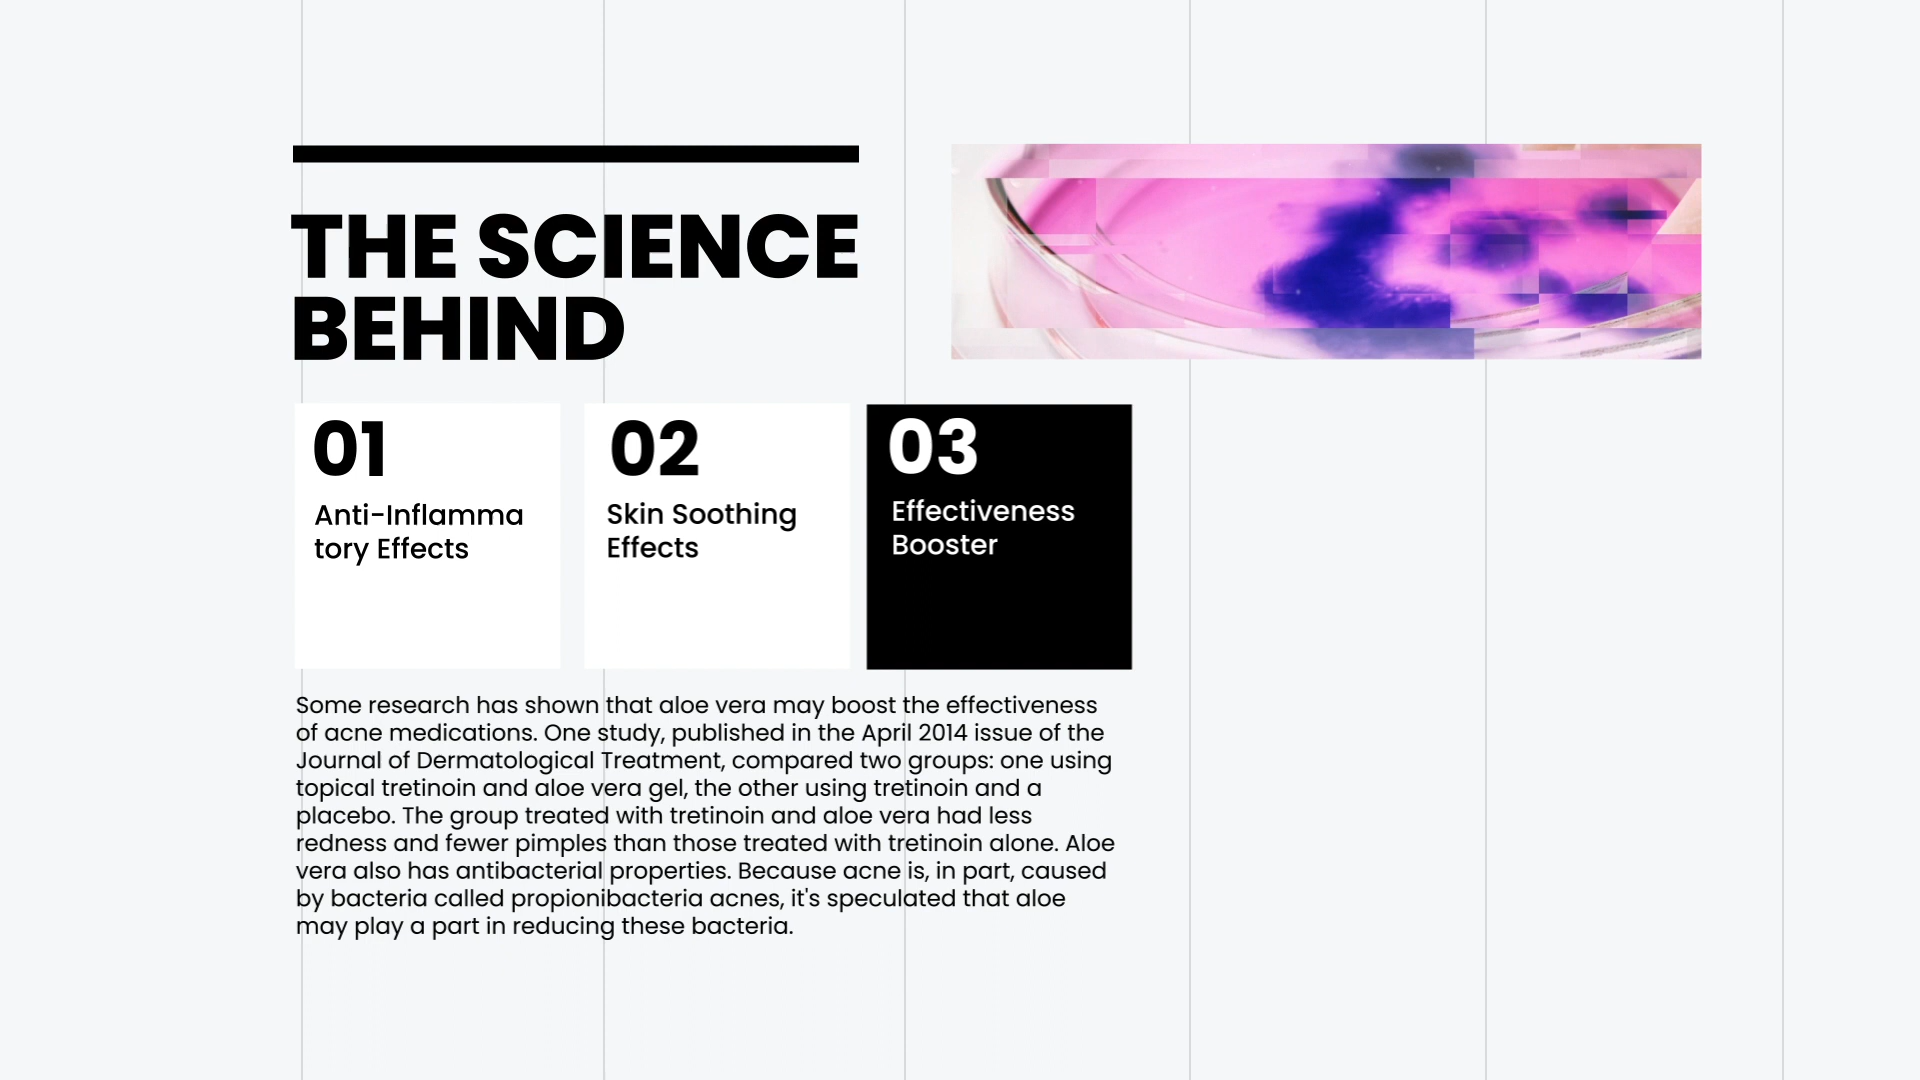 THE SCIENCE
BEHIND
01
Anti-Inflamma
tory Effects
02
Skin Soothing
Effects
03
Effectiveness
Booster
Some research has shown that aloe vera may boost the effectiveness
of acne medications. One study, published in the April 2014 issue of the
Journal of Dermatological Treatment, compared two groups: one using
topical tretinoin and aloe vera gel, the other using tretinoin and a
placebo. The group treated with tretinoin and aloe vera had less
redness and fewer pimples than those treated with tretinoin alone. Aloe
vera also has antibacterial properties. Because acne is, in part, caused
by bacteria called propionibacteria acnes, it's speculated that aloe
may play a part in reducing these bacteria.